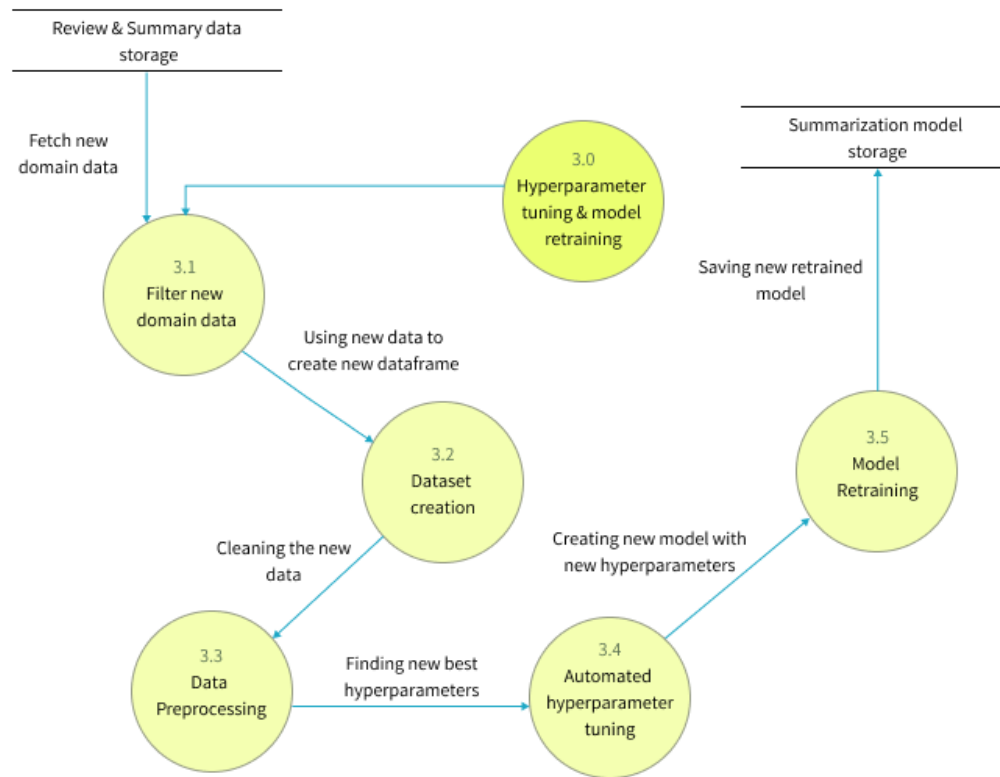 Review & Summary data
storage
Fetch new
domain data
3.0
Hyperparameter
tuning & model
retraining
Summarization model
storage
3.1
Filter new
domain data
Saving new retrained
model
Using new data to
create new dataframe
3.2
Dataset
creation
3.5
Model
Retraining
Cleaning the new
data
Creating new model with
new hyperparameters
3.3
Data
Preprocessing
Finding new best
hyperparameters
3.4
Automated
hyperparameter
tuning